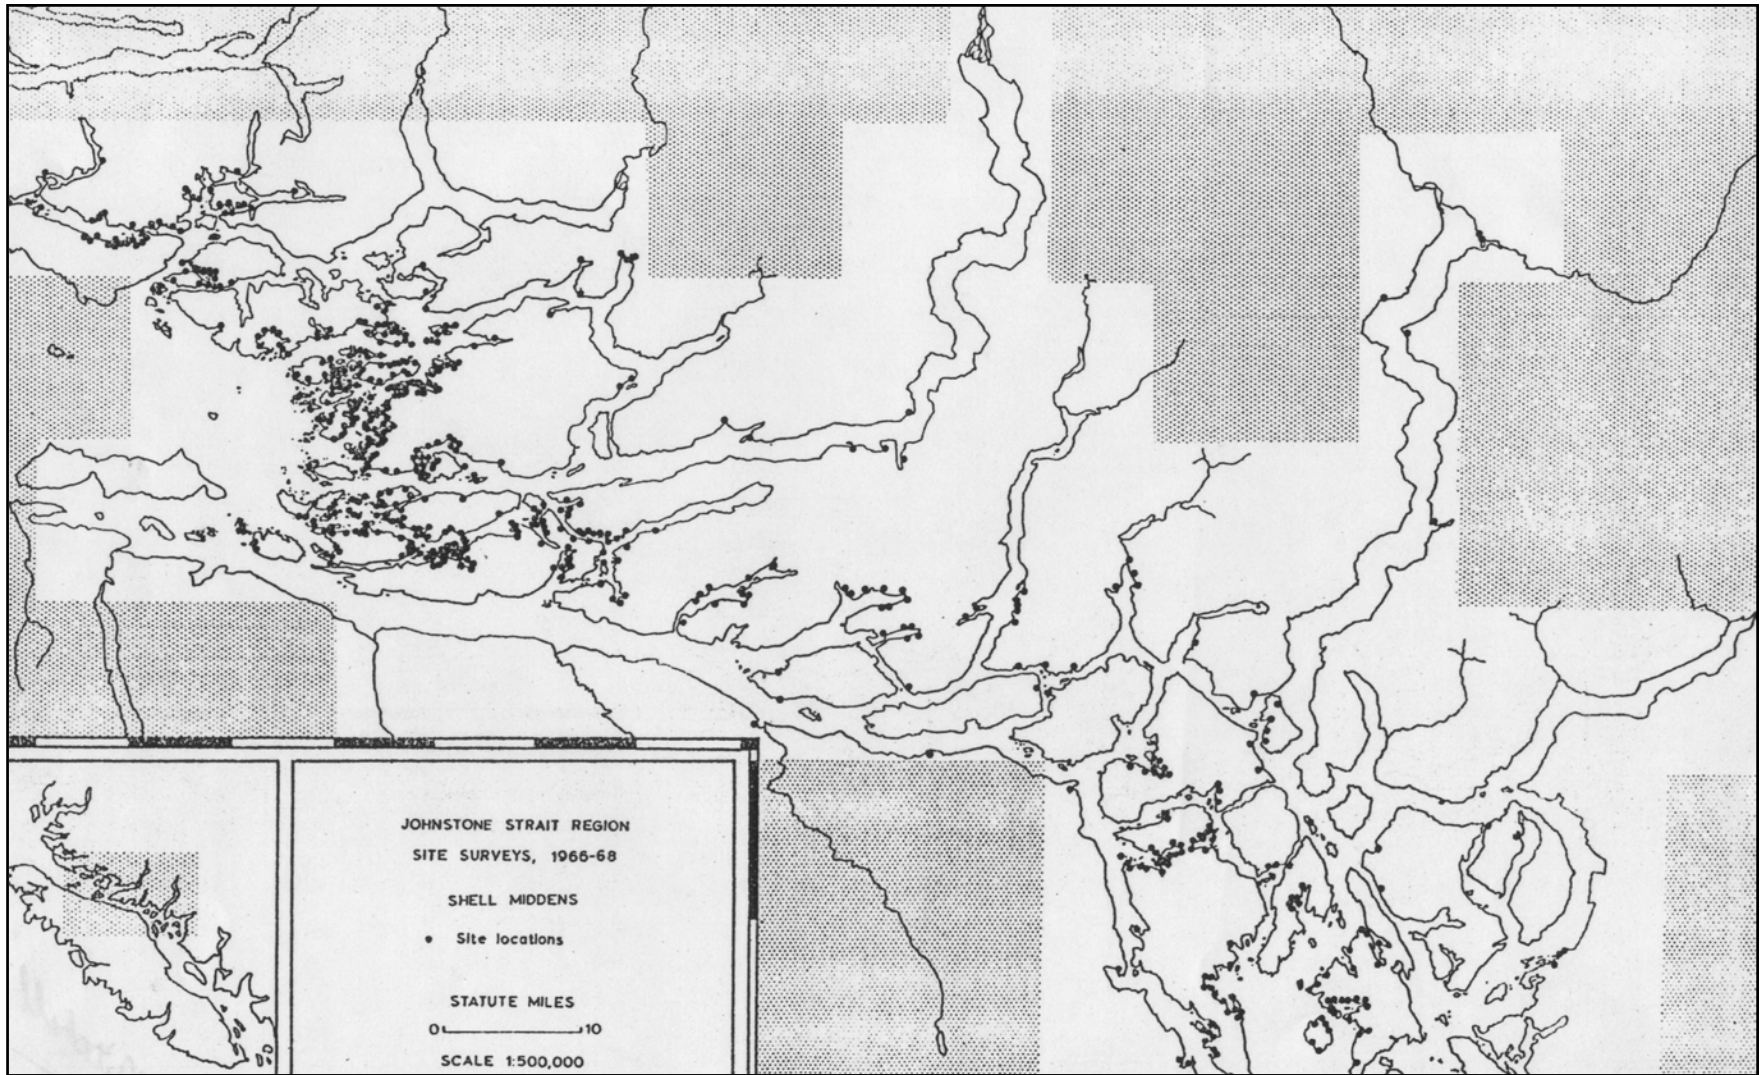 JOHNSTONE STRAIT REGION
SITE SURVEYS, 1966-68
SHELL MIDDENS
• Site locations
STATUTE MILES
0 10
SCALE 1:500,000